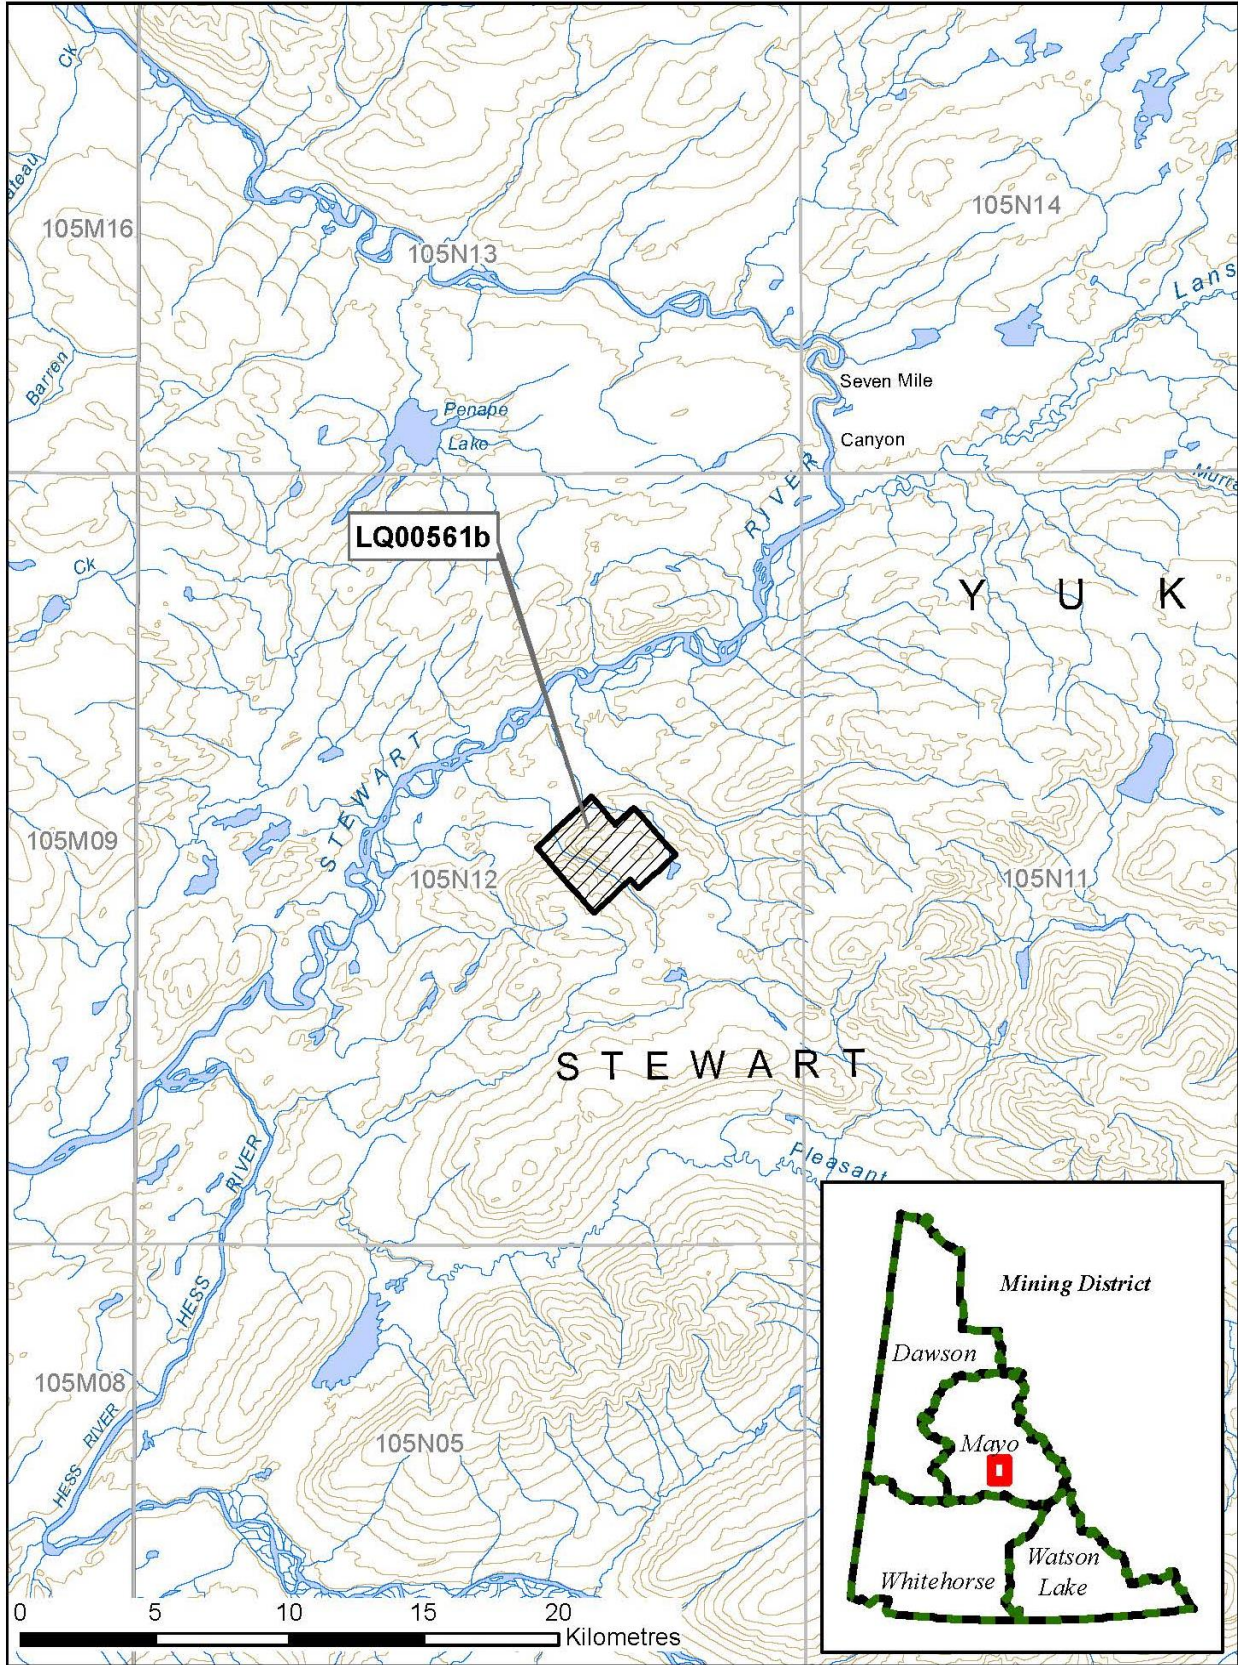 Ck
ateau
105M16
105N13
105N14
Lans
Barren
Penape
Lake
Seven Mile
Canyon
Murra
RIVER
LQ00561b
Ck
Y U K
STEWART
105M09
105N12
105N11
STEWART
Pleasant
RIVER
HESS
105M08
HESS RIVER
105N05
Mining District
Dawson
Mayo
Watson
Lake
Whitehorse
0 5 10 15 20
Kilometres